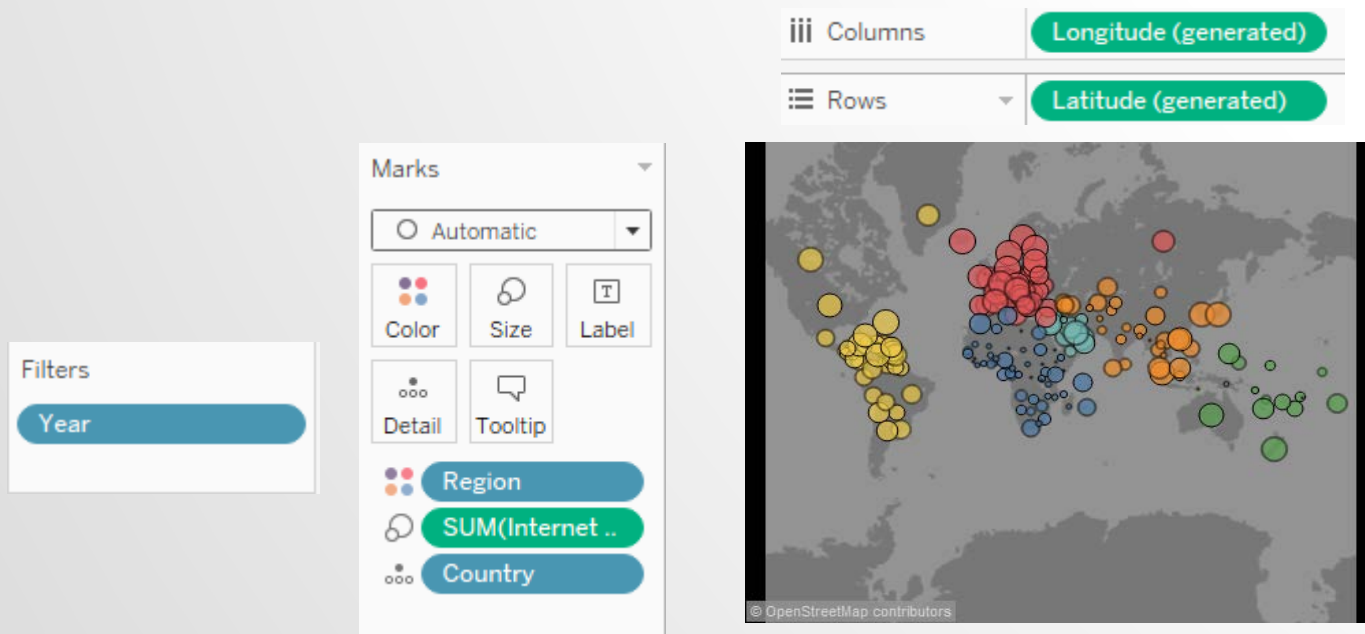 Columns
Longitude (generated)
Rows
Latitude (generated)
Marks
Automatic
Color
Size
T
Label
Detail
Tooltip
Region
SUM(Internet ..
Country
Filters
Year
© OpenStreetMap contributors